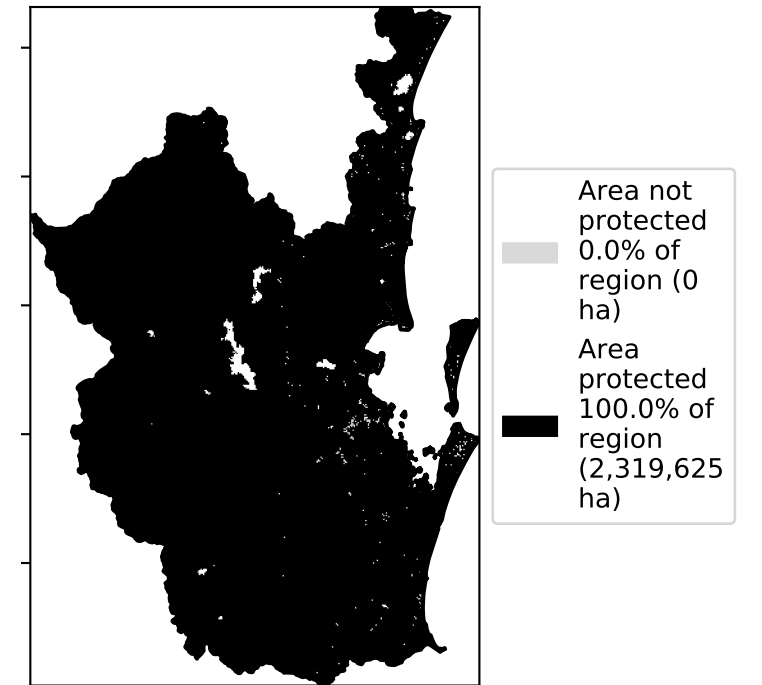 Area not
protected
0.0% of
region (0
ha)
Area
protected
100.0% of
region
(2,319,625
ha)